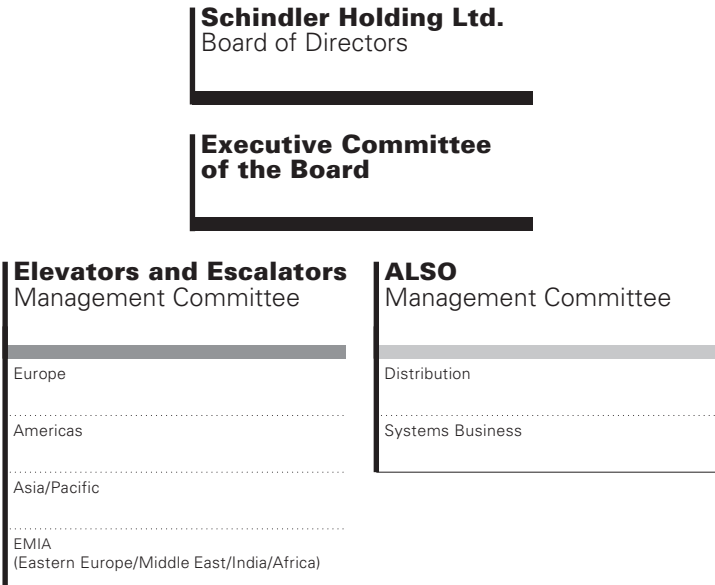 Schindler Holding Ltd.
Board of Directors
Executive Committee
of the Board
Elevators and Escalators
Management Committee
Europe
Americas
Asia/Pacific
EMIA
(Eastern Europe/Middle East/India/Africa)
ALSO
Management Committee
Distribution
Systems Business